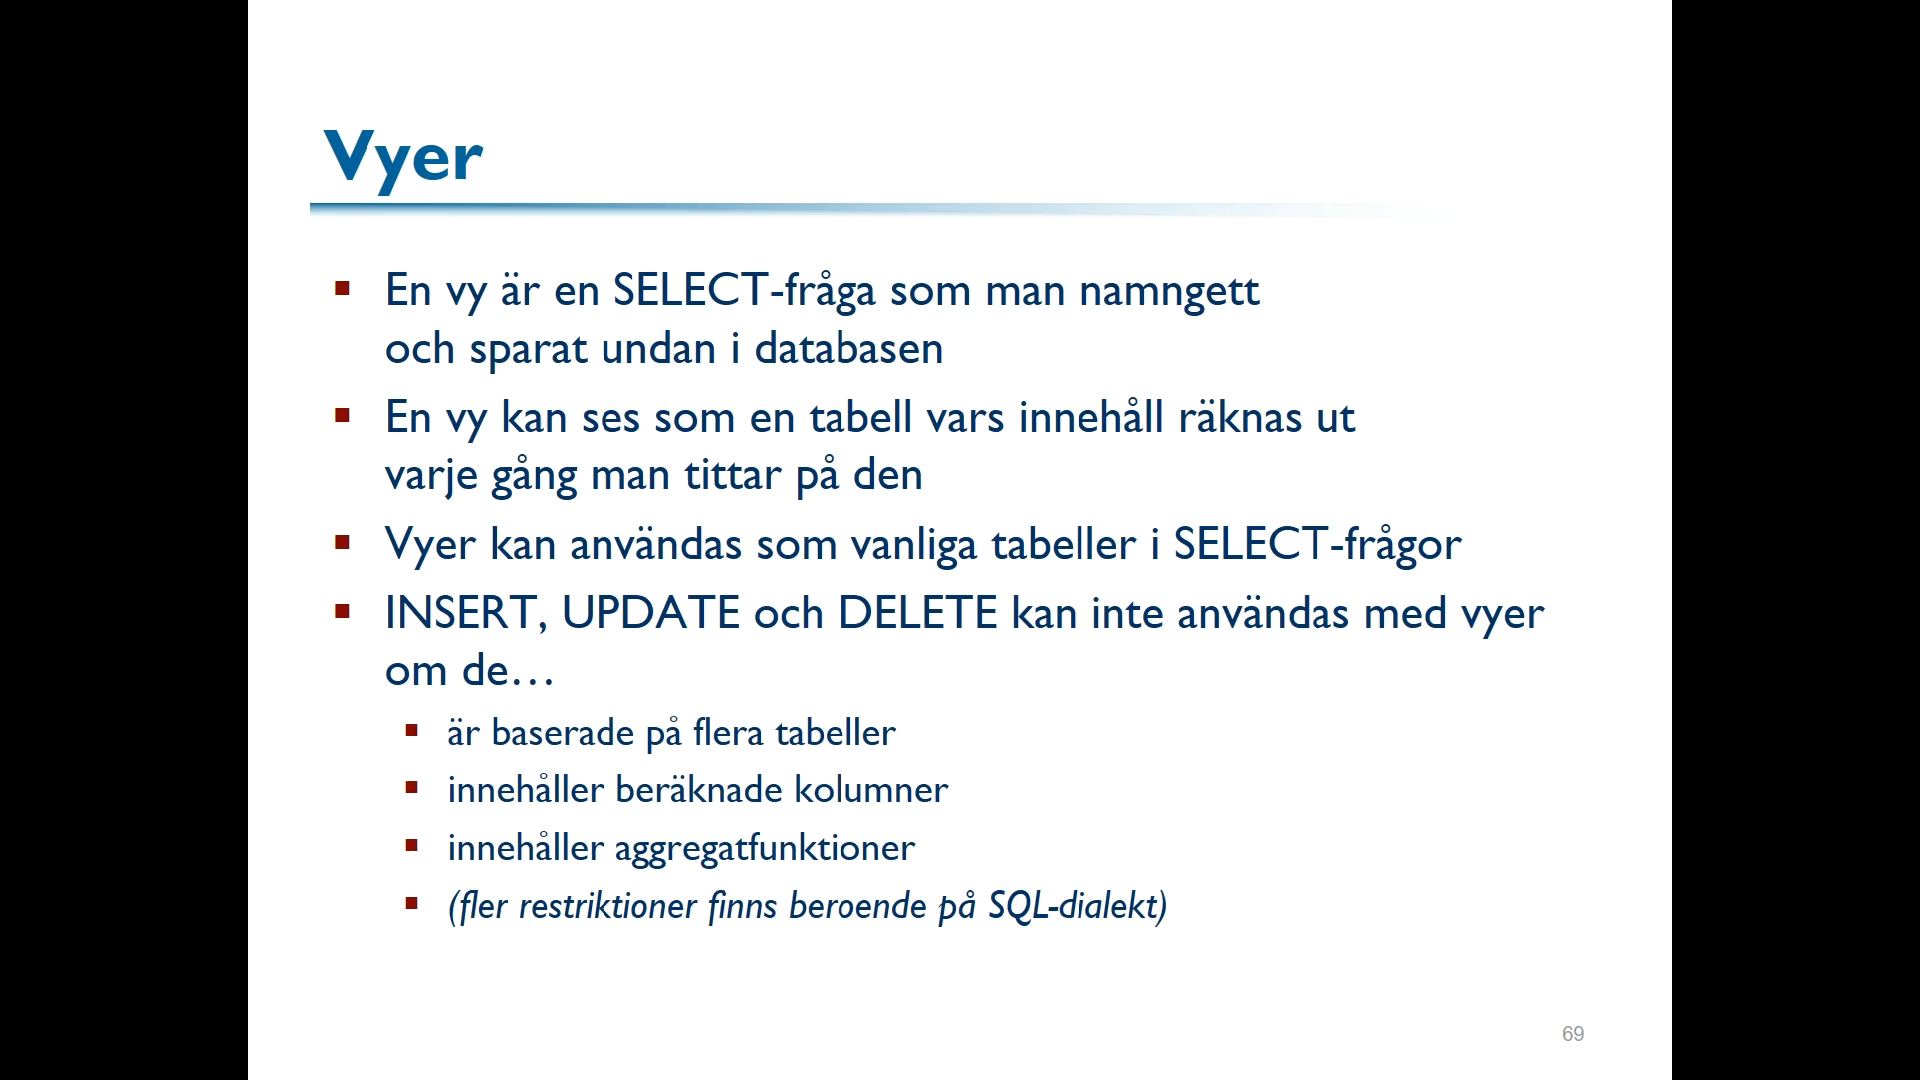 Vyer
En vy är en SELECT-fråga som man namngett
och sparat undan i databasen
En vy kan ses som en tabell vars innehåll räknas ut
varje gång man tittar på den
Vyer kan användas som vanliga tabeller i SELECT-frågor
INSERT, UPDATE och DELETE kan inte användas med vyer
om de…
är baserade på flera tabeller
innehåller beräknade kolumner
innehåller aggregatfunktioner
(fler restriktioner finns beroende på SQL-dialekt)
69